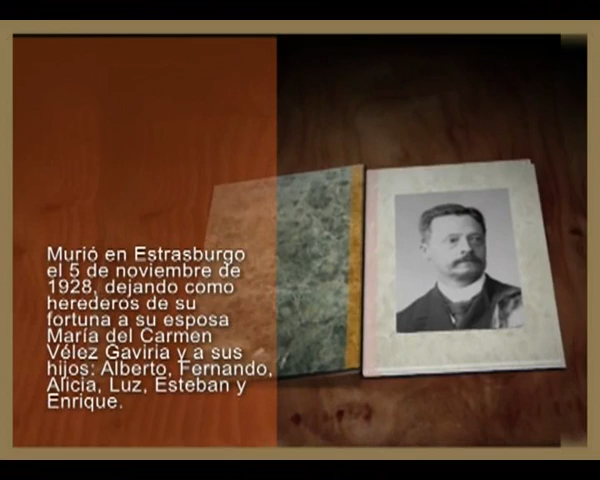 Murió en Estrasburgo
el 5 de noviembre de
1928, dejando como
herederos de su
fortuna a su esposa
María del Carmen
Vélez Gaviria y a sus
hijos: Alberto, Fernando,
Alicia, Luz, Esteban y
Enrique.